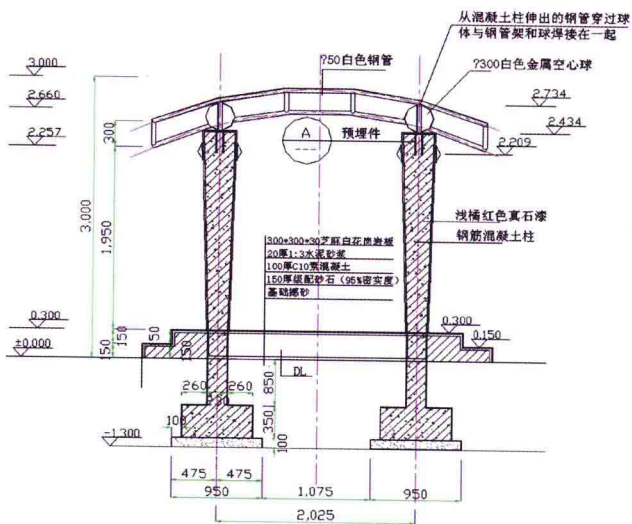 从混凝土柱伸出的钢管穿过球
体与钢管架和球焊接在一起
?50白色钢管
?300白色金属空心球
3.000
2.660
2.257
2.734
2.434
2.209
A
预埋件
300
3.000
1,950
浅橘红色真石漆
钢筋混凝土柱
300*300*30芝麻白花岗岩板
20厚1:3水泥砂浆
100厚C10素混凝土
150厚级配砂石（95%密实度）
基础撼砂
0.300
±0.000
150
150
150
150
0.300
0.150
DL
260
260
850
350
100
100
-1.300
475
475
950
1.075
950
2,025